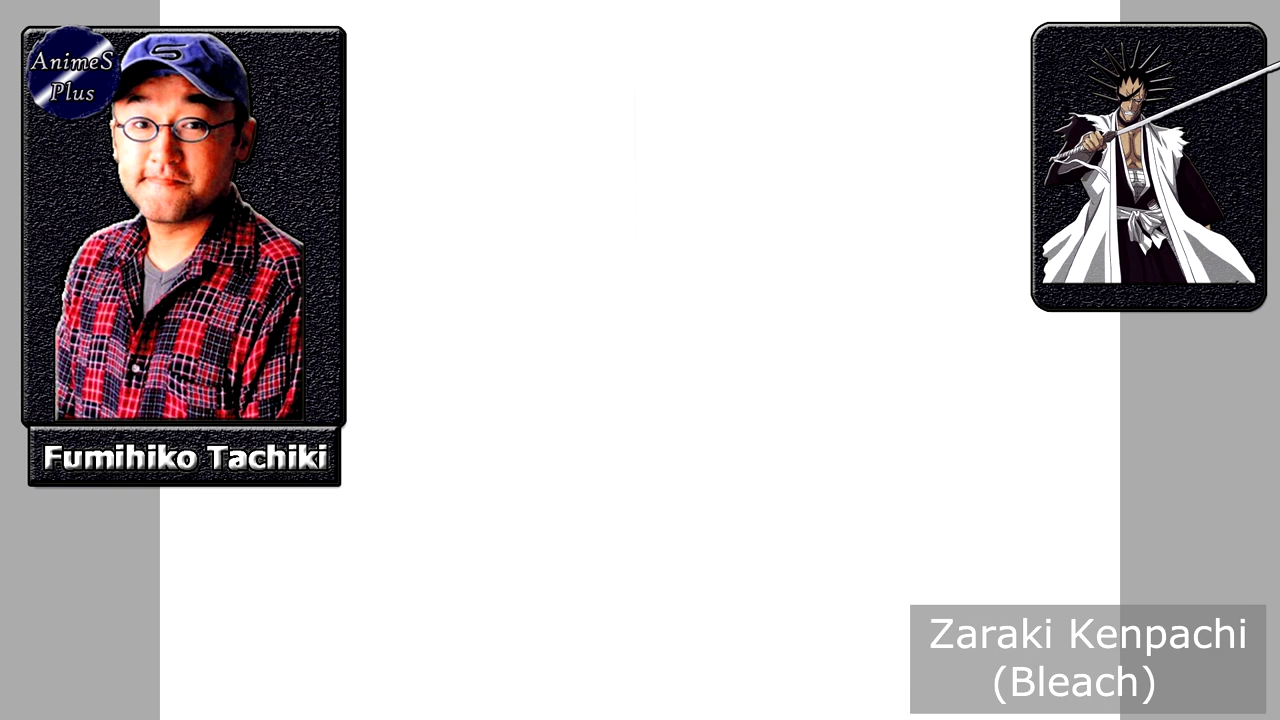 AnimeS
Plus
Fumihiko Tachiki
Zaraki Kenpachi
(Bleach)